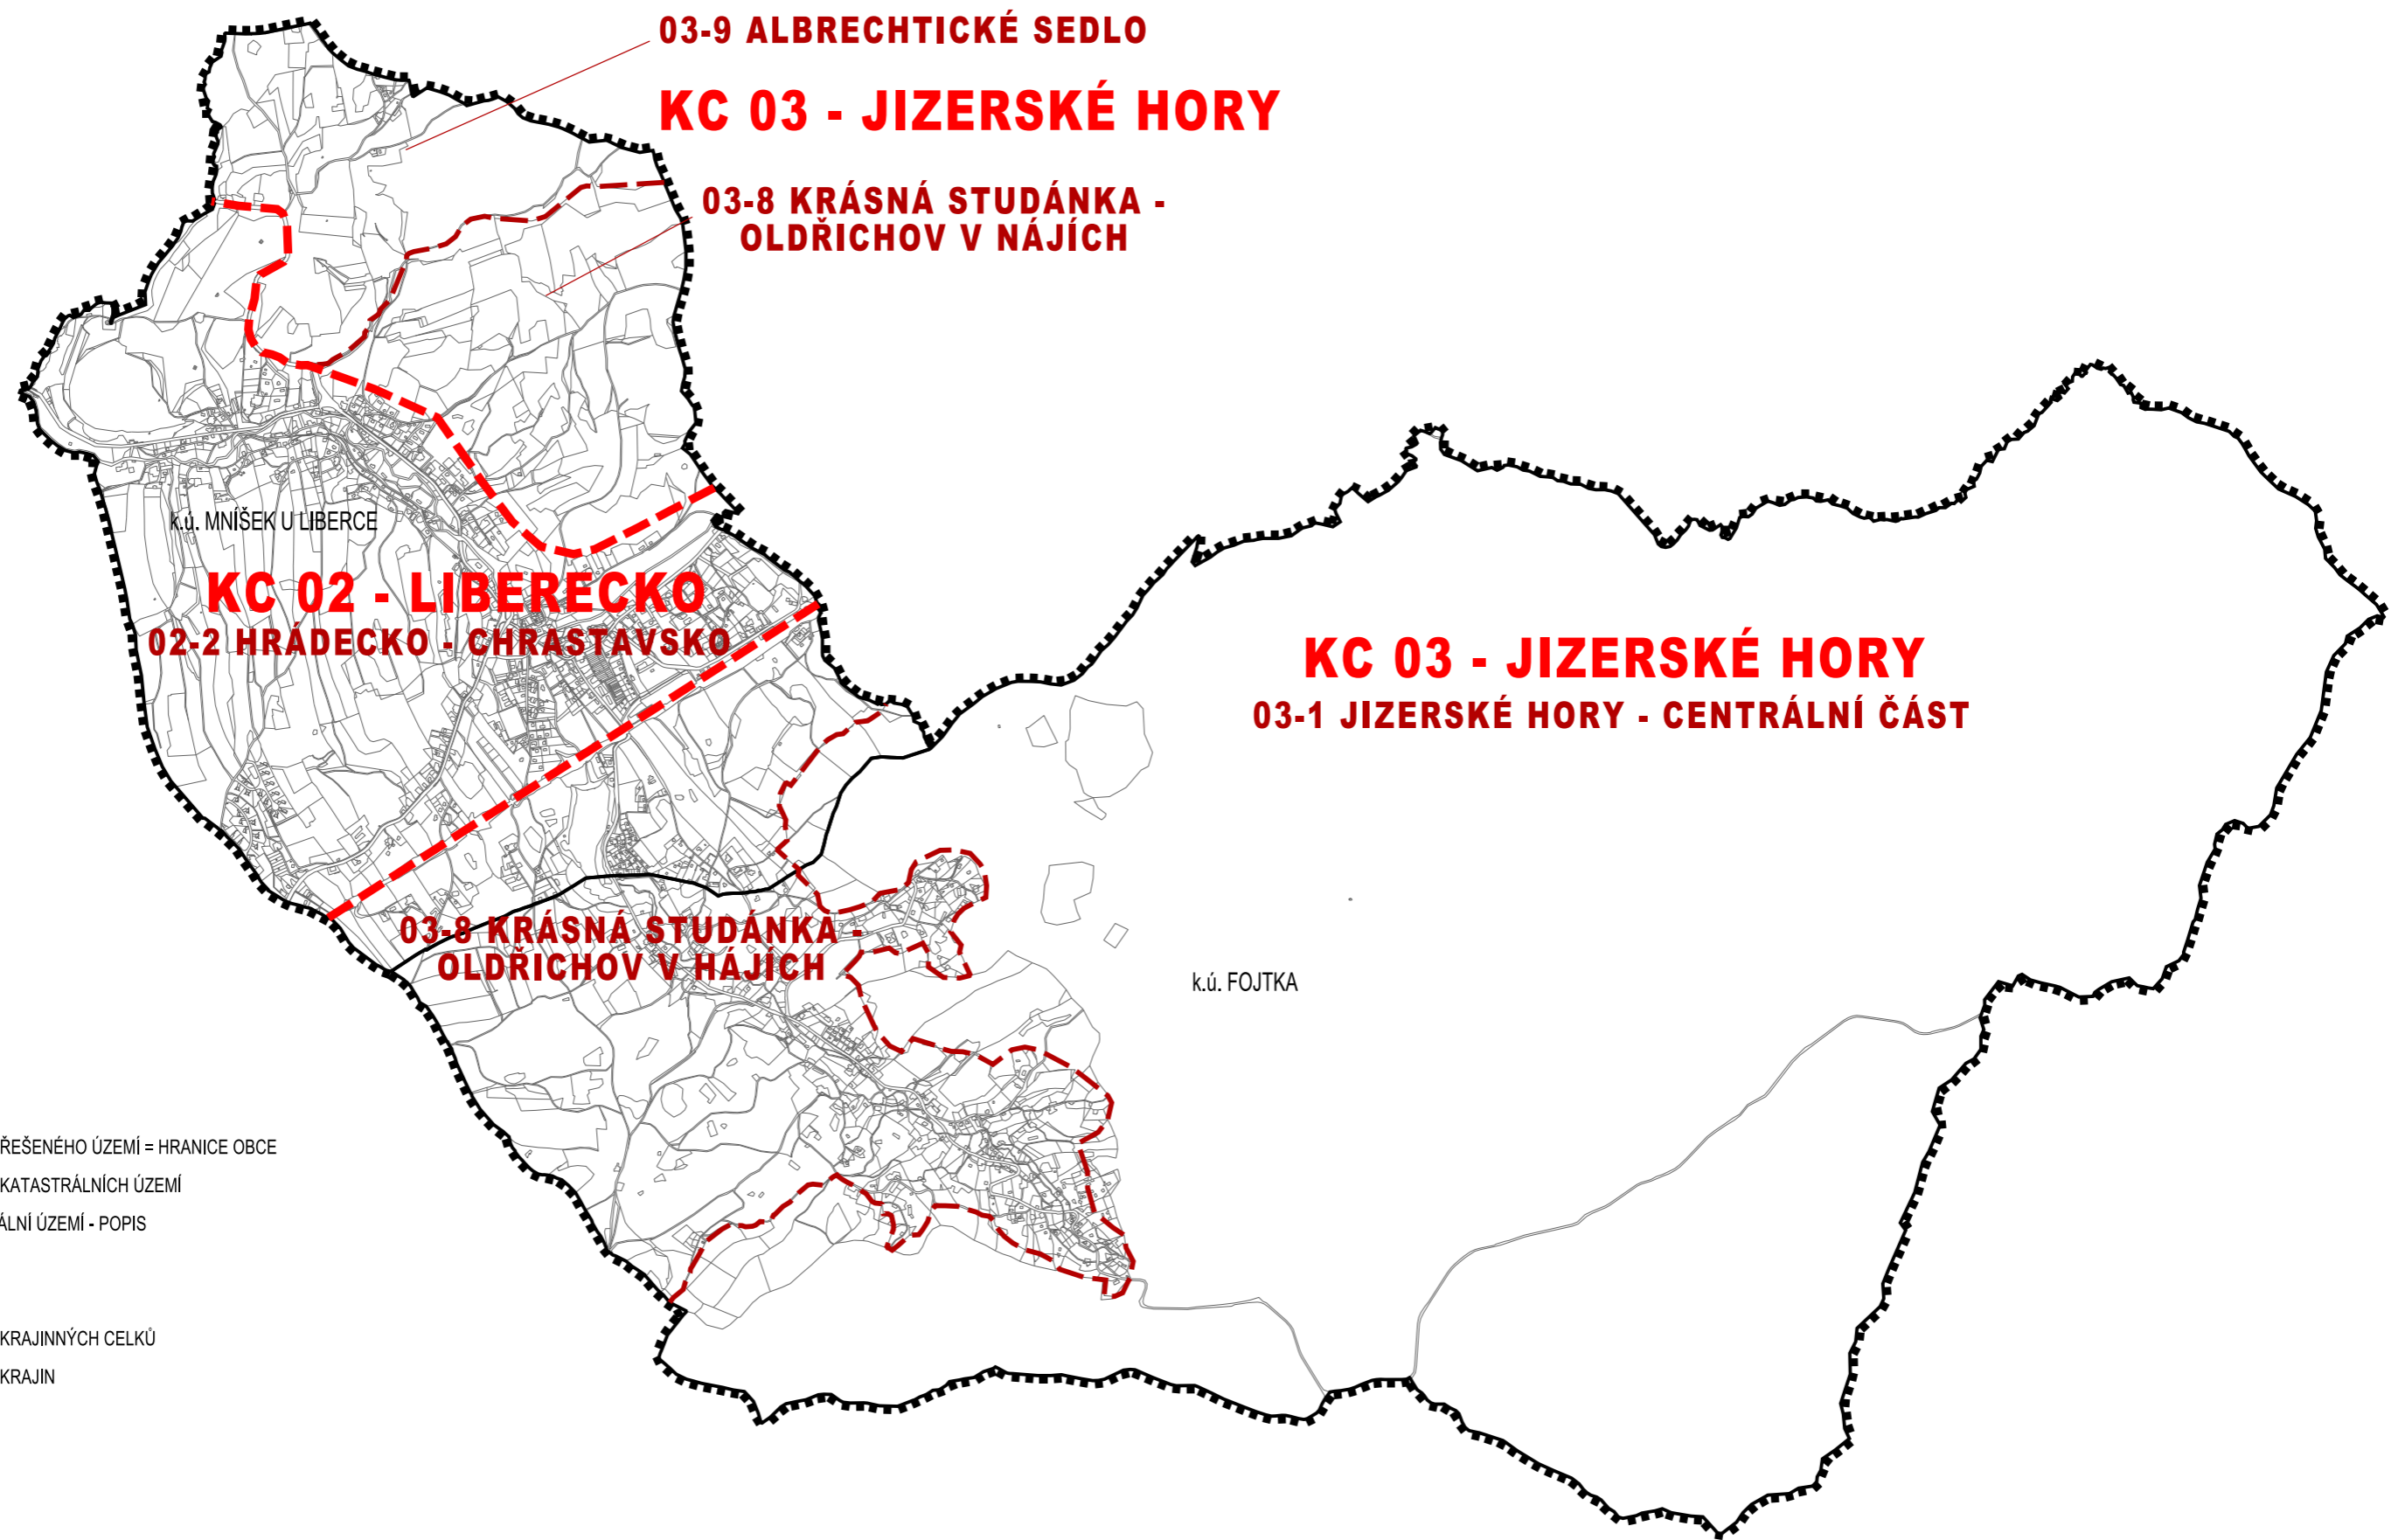 03-9 ALBRECHTICKÉ SEDLO
KC 03 - JIZERSKÉ HORY
03-8 KRÁSNÁ STUDÁNKA -
OLDŘICHOV V NÁJÍCH
k.ú. MNÍŠEK U LIBERCE
KC 02 - LIBERECKO
02-2 HRÁDECKO - CHRASTAVSKO
KC 03 - JIZERSKÉ HORY
03-1 JIZERSKÉ HORY - CENTRÁLNÍ ČÁST
03-8 KRÁSNÁ STUDÁNKA -
OLDŘICHOV V HÁJÍCH
k.ú. FOJTKA
ŘEŠENÉHO ÚZEMÍ = HRANICE OBCE
KATASTRÁLNÍCH ÚZEMÍ
ÁLNÍ ÚZEMÍ - POPIS
KRAJINNÝCH CELKŮ
KRAJIN